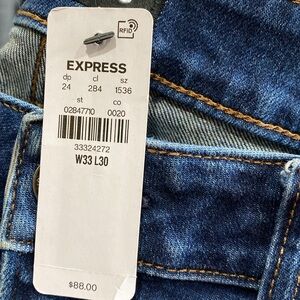 RFID
EXPRESS
dp cl sz
24 284 1536
st co
02847710 0020
33324272
W33 L30
$88.00